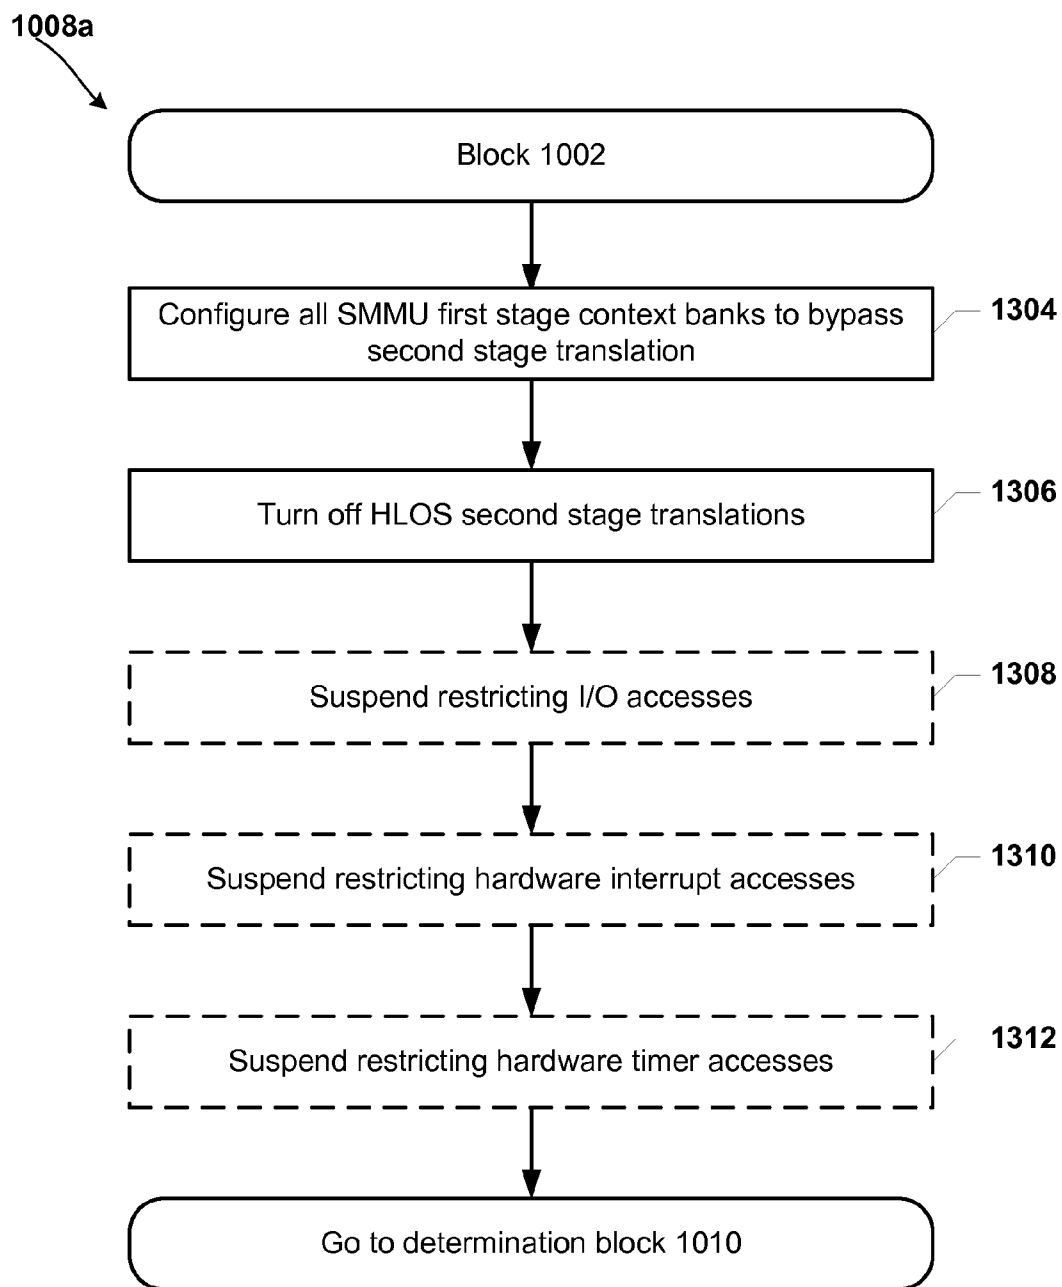 1008a
Block 1002
Configure all SMMU first stage context banks to bypass
second stage translation
1304
Turn off HLOS second stage translations
1306
Suspend restricting I/O accesses
1308
Suspend restricting hardware interrupt accesses
1310
Suspend restricting hardware timer accesses
1312
Go to determination block 1010